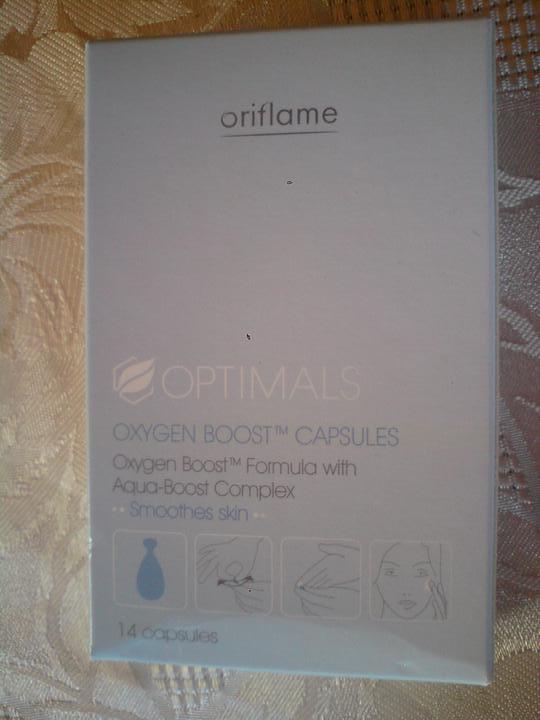 oriflame
OPTIMALS
OXYGEN BOOST™ CAPSULES
Oxygen Boost™ Formula with
Aqua-Boost Complex
•• Smoothes skin ••
14 capsules